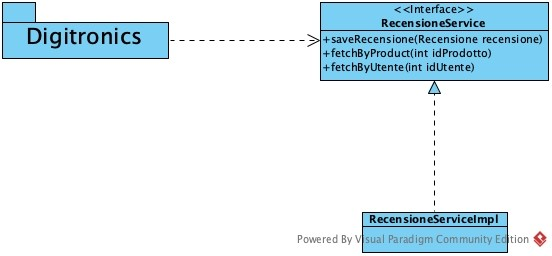 Digitronics
<<Interface>>
RecensioneService
+saveRecensione(Recensione recensione)
+fetchByProduct(int idProdotto)
+fetchByUtente(int idUtente)
RecensioneServiceImpl
Powered By Visual Paradigm Community Edition